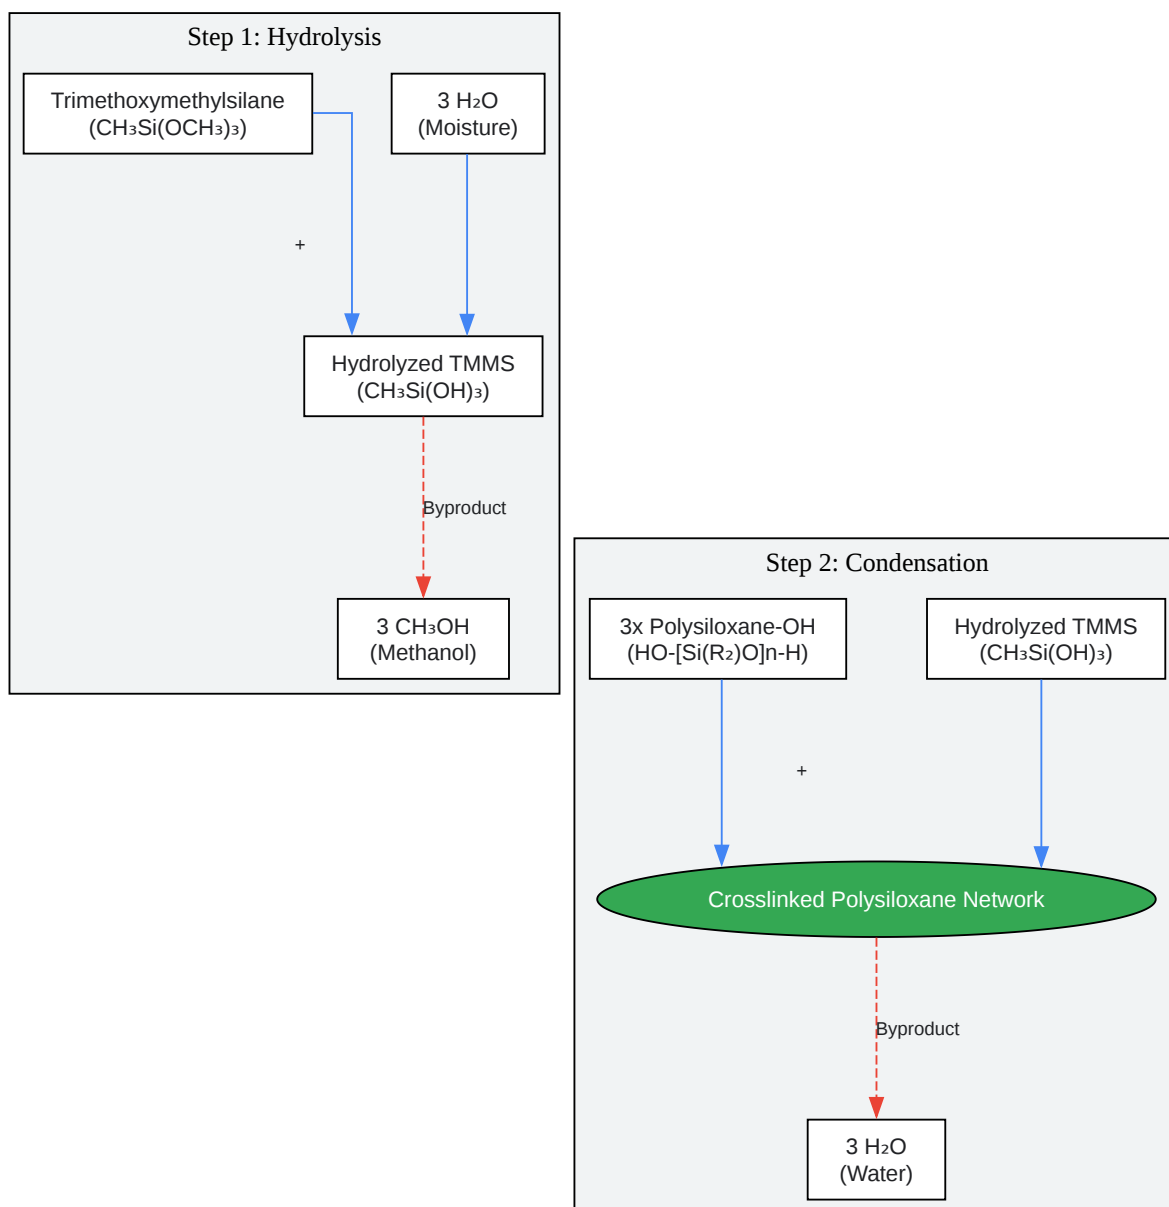 Step 1: Hydrolysis
Trimethoxymethylsilane
(CH₃Si(OCH₃)₃)
3 H₂O
(Moisture)
+
Hydrolyzed TMMS
(CH₃Si(OH)₃)
Byproduct
3 CH₃OH
(Methanol)
Step 2: Condensation
3x Polysiloxane-OH
(HO-[Si(R₂)O]n-H)
Hydrolyzed TMMS
(CH₃Si(OH)₃)
+
Crosslinked Polysiloxane Network
Byproduct
3 H₂O
(Water)